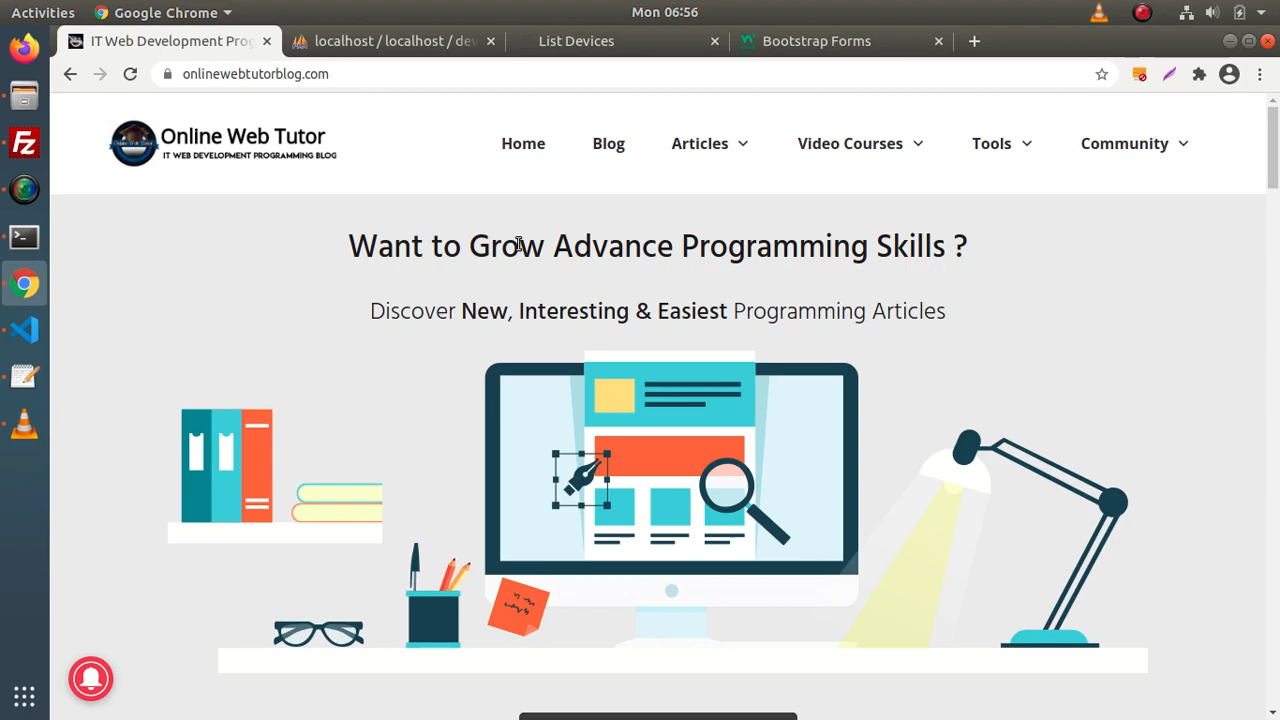 Activities
Google Chrome
Mon 06:56
IT Web Development Prog
localhost / localhost / dev
List Devices
Bootstrap Forms
onlinewebtutorblog.com
Online Web Tutor
IT WEB DEVELOPMENT PROGRAMMING BLOG
Home
Blog
Articles
Video Courses
Tools
Community
Want to Grow Advance Programming Skills ?
Discover New, Interesting & Easiest Programming Articles